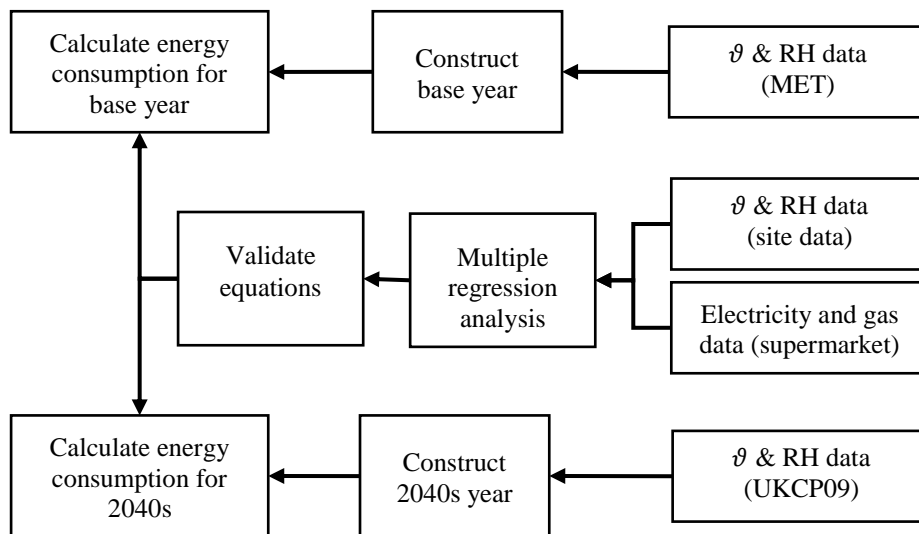 Calculate energy
consumption for
base year
Construct
base year
𝜗 & RH data
(MET)
Validate
equations
Multiple
regression
analysis
𝜗 & RH data
(site data)
Electricity and gas
data (supermarket)
Calculate energy
consumption for
2040s
Construct
2040s year
𝜗 & RH data
(UKCP09)